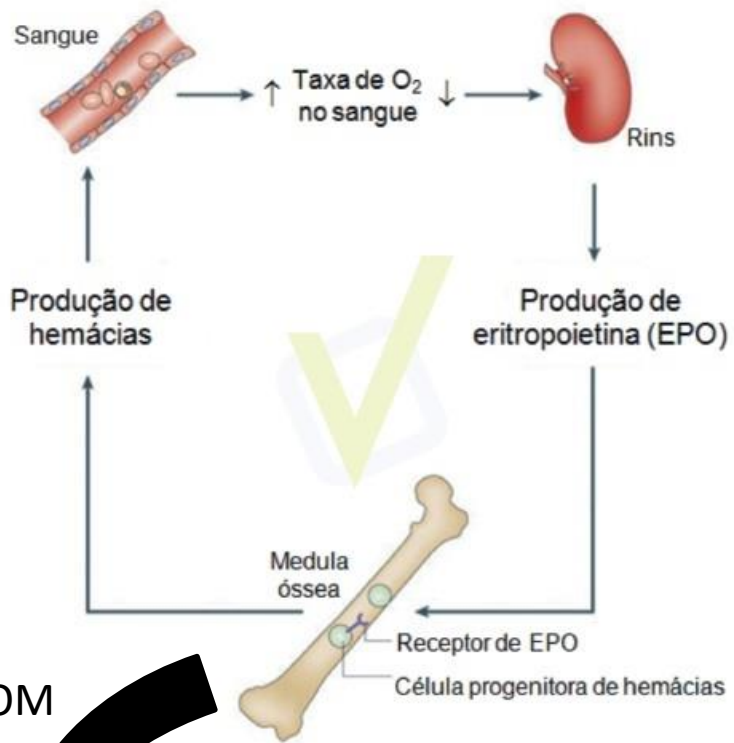 Sangue
↑ Taxa de O₂ ↓
no sangue
Rins
Produção de
hemácias
Produção de
eritropoietina (EPO)
Medula
óssea
Receptor de EPO
Célula progenitora de hemácias
OM